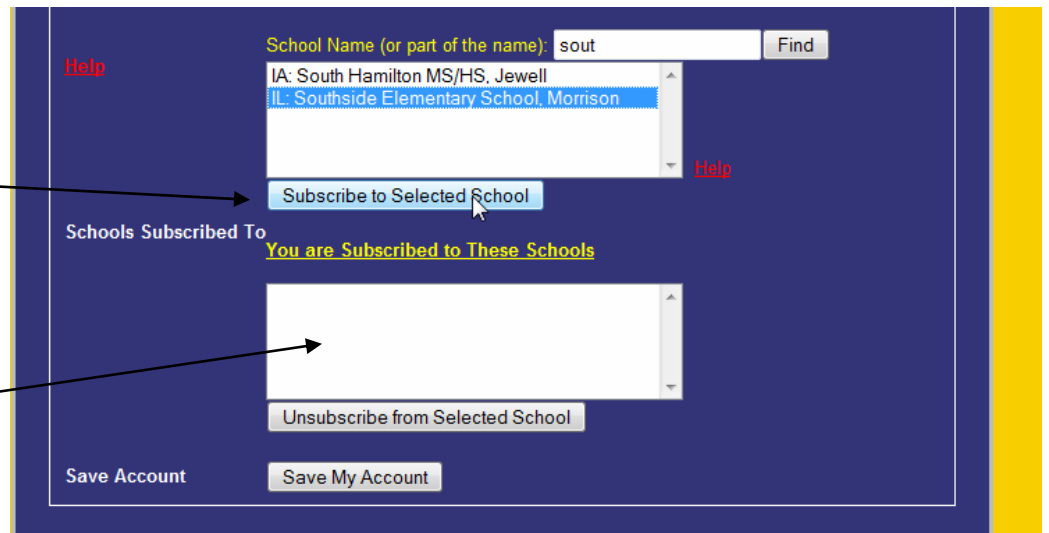 School Name (or part of the name): sout Find
Help
IA: South Hamilton MS/HS, Jewell
IL: Southside Elementary School, Morrison
Help
Subscribe to Selected School
Schools Subscribed To
You are Subscribed to These Schools
Unsubscribe from Selected School
Save Account Save My Account